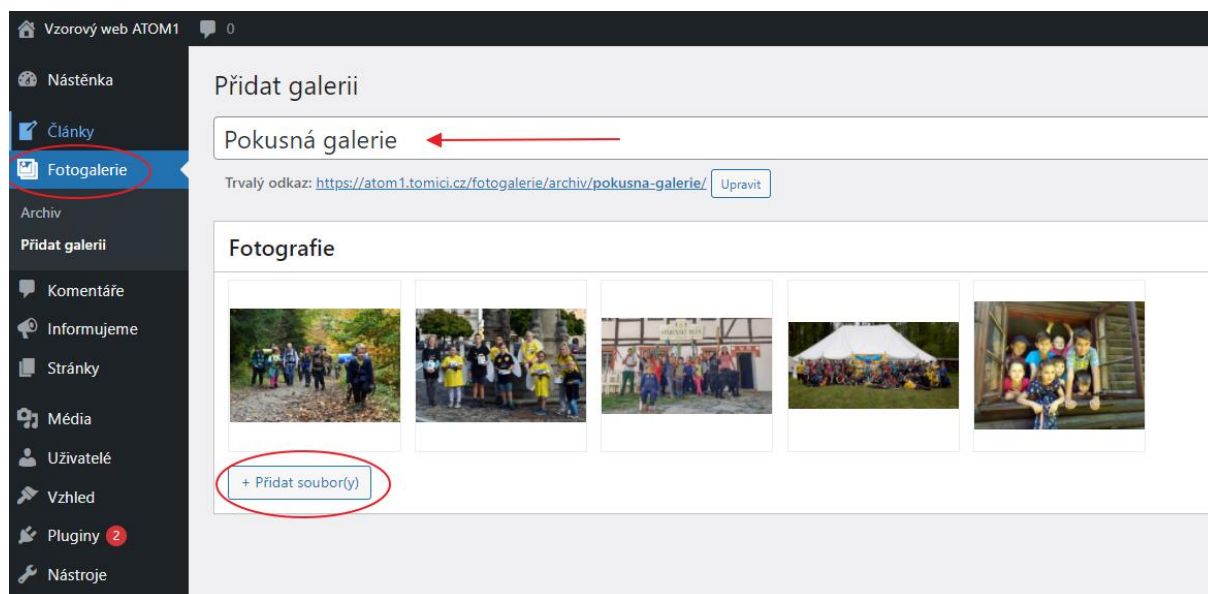 Vzorový web ATOM1 0
Nástěnka
Články
Fotogalerie
Archiv
Přidat galerii
Komentáře
Informujeme
Stránky
Média
Uživatelé
Vzhled
Pluginy 2
Nástroje
Přidat galerii
Pokusná galerie
Trvalý odkaz: https://atom1.tomici.cz/fotogalerie/archiv/pokusna-galerie/ Upravit
Fotografie
+ Přidat soubor(y)